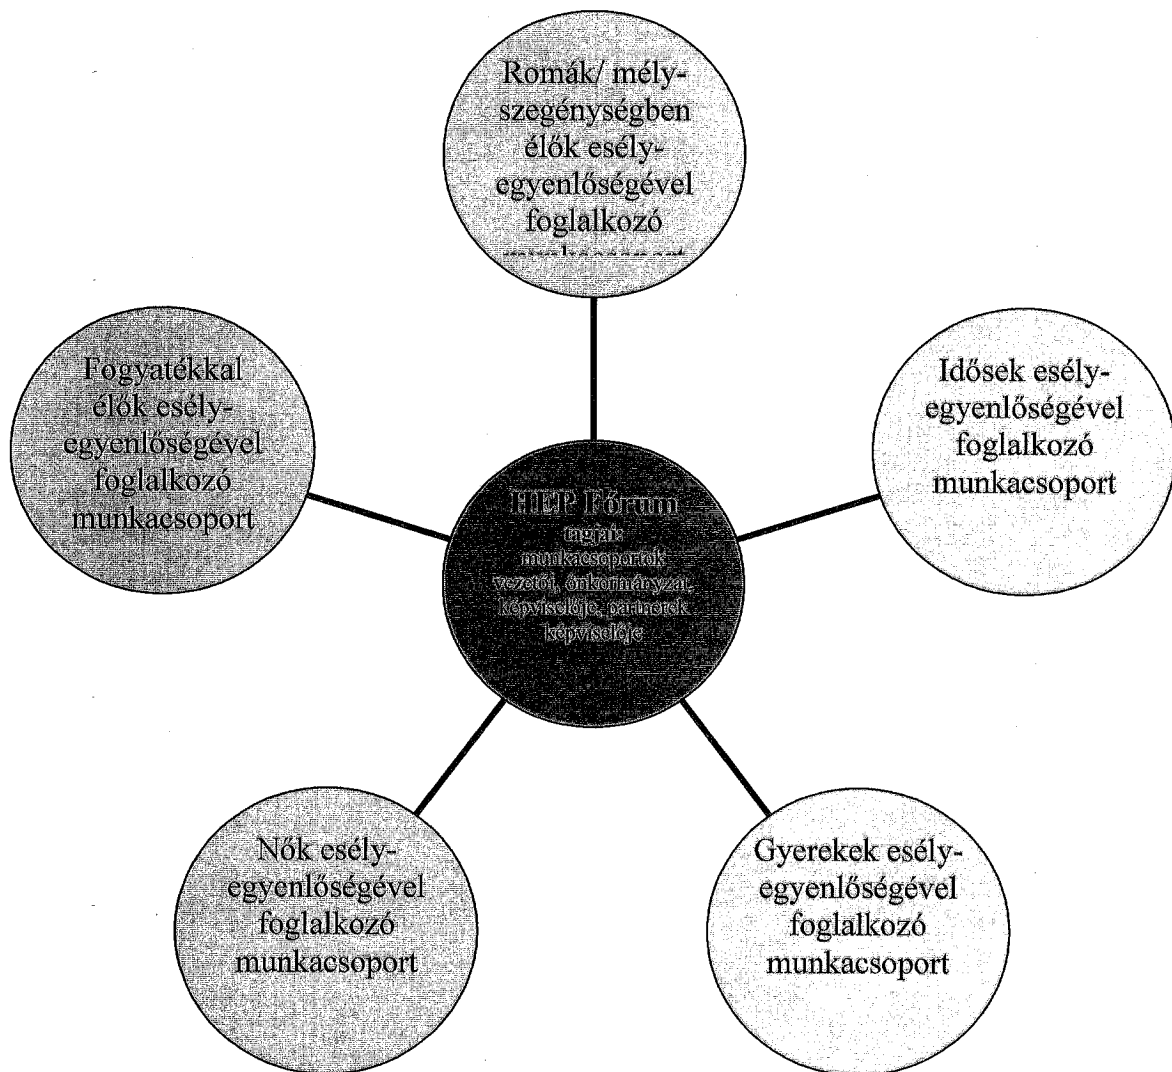 Romák/ mély-
szegénységben
élők esély-
egyenlőségével
foglalkozó
Fogyatékkal
élők esély-
egyenlőségével
foglalkozó
munkacsoport
Idősek esély-
egyenlőségével
foglalkozó
munkacsoport
HEP Fórum
tagjai:
munkacsoportok
vezetői, önkormányzat,
képviselője, partnerek
képviselője
Nők esély-
egyenlőségével
foglalkozó
munkacsoport
Gyerekek esély-
egyenlőségével
foglalkozó
munkacsoport